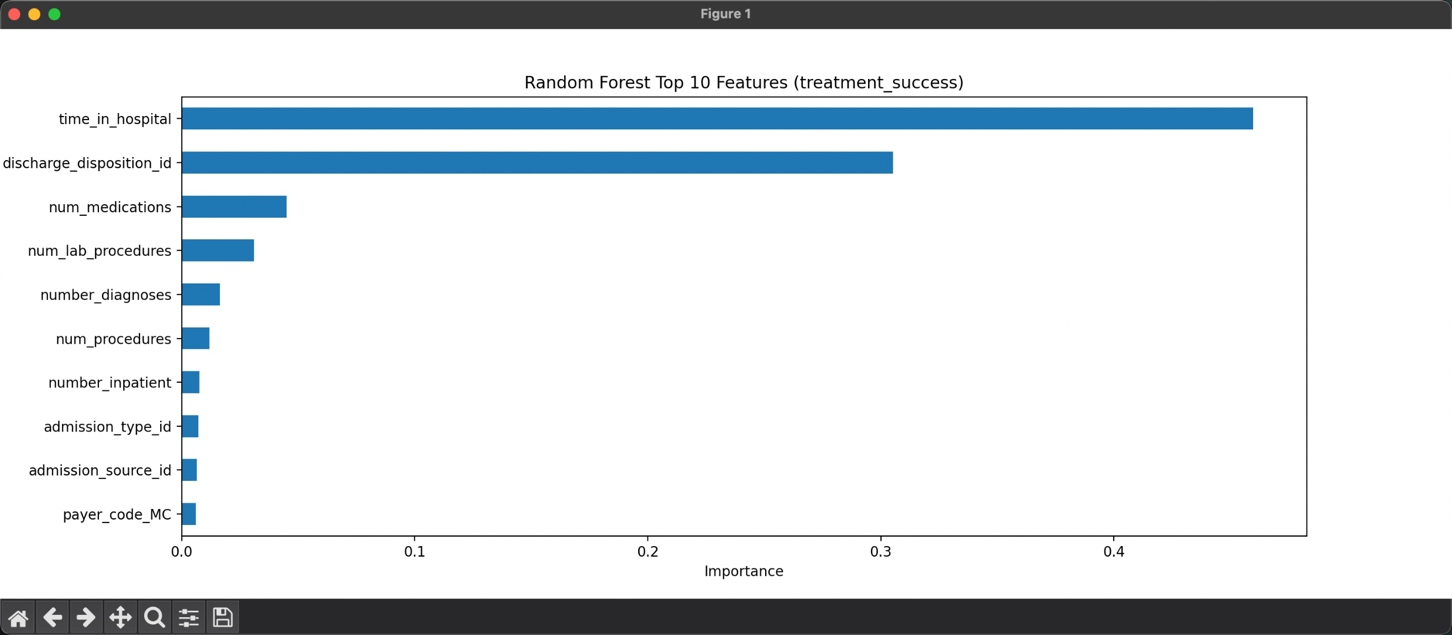 Figure 1
Random Forest Top 10 Features (treatment_success)
time_in_hospital
discharge_disposition_id
num_medications
num_lab_procedures
number_diagnoses
num_procedures
number_inpatient
admission_type_id
admission_source_id
payer_code_MC
0.0 0.1 0.2 0.3 0.4
Importance